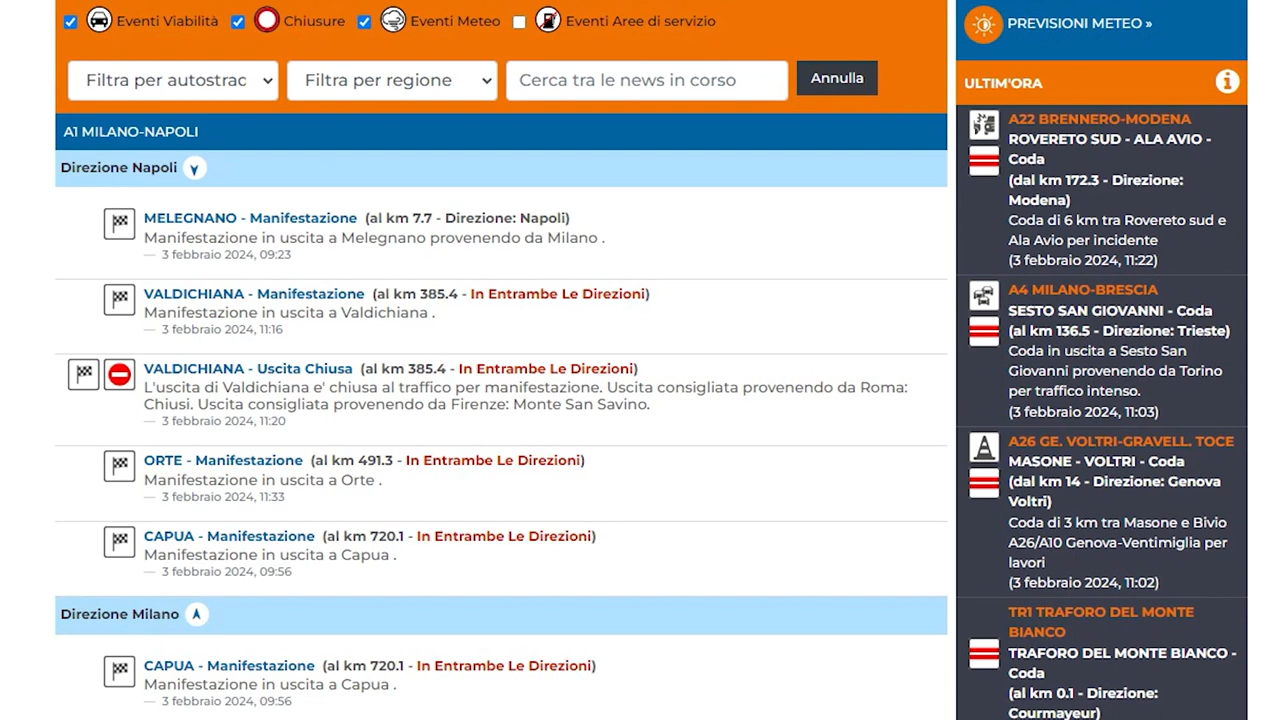 Eventi Viabilità
Chiusure
Eventi Meteo
Eventi Aree di servizio
Filtra per autostrac
Filtra per regione
Cerca tra le news in corso
Annulla
A1 MILANO-NAPOLI
Direzione Napoli
MELEGNANO - Manifestazione (al km 7.7 - Direzione: Napoli)
Manifestazione in uscita a Melegnano provenendo da Milano .
— 3 febbraio 2024, 09:23
VALDICHIANA - Manifestazione (al km 385.4 - In Entrambe Le Direzioni)
Manifestazione in uscita a Valdichiana .
— 3 febbraio 2024, 11:16
VALDICHIANA - Uscita Chiusa (al km 385.4 - In Entrambe Le Direzioni)
L'uscita di Valdichiana e' chiusa al traffico per manifestazione. Uscita consigliata provenendo da Roma:
Chiusi. Uscita consigliata provenendo da Firenze: Monte San Savino.
— 3 febbraio 2024, 11:20
ORTE - Manifestazione (al km 491.3 - In Entrambe Le Direzioni)
Manifestazione in uscita a Orte .
— 3 febbraio 2024, 11:33
CAPUA - Manifestazione (al km 720.1 - In Entrambe Le Direzioni)
Manifestazione in uscita a Capua .
— 3 febbraio 2024, 09:56
Direzione Milano
CAPUA - Manifestazione (al km 720.1 - In Entrambe Le Direzioni)
Manifestazione in uscita a Capua .
— 3 febbraio 2024, 09:56
PREVISIONI METEO »
ULTIM'ORA
A22 BRENNERO-MODENA
ROVERETO SUD - ALA AVIO -
Coda
(dal km 172.3 - Direzione:
Modena)
Coda di 6 km tra Rovereto sud e
Ala Avio per incidente
(3 febbraio 2024, 11:22)
A4 MILANO-BRESCIA
SESTO SAN GIOVANNI - Coda
(al km 136.5 - Direzione: Trieste)
Coda in uscita a Sesto San
Giovanni provenendo da Torino
per traffico intenso.
(3 febbraio 2024, 11:03)
A26 GE. VOLTRI-GRAVELL. TOCE
MASONE - VOLTRI - Coda
(dal km 14 - Direzione: Genova
Voltri)
Coda di 3 km tra Masone e Bivio
A26/A10 Genova-Ventimiglia per
lavori
(3 febbraio 2024, 11:02)
TR1 TRAFORO DEL MONTE
BIANCO
TRAFORO DEL MONTE BIANCO -
Coda
(al km 0.1 - Direzione:
Courmayeur)